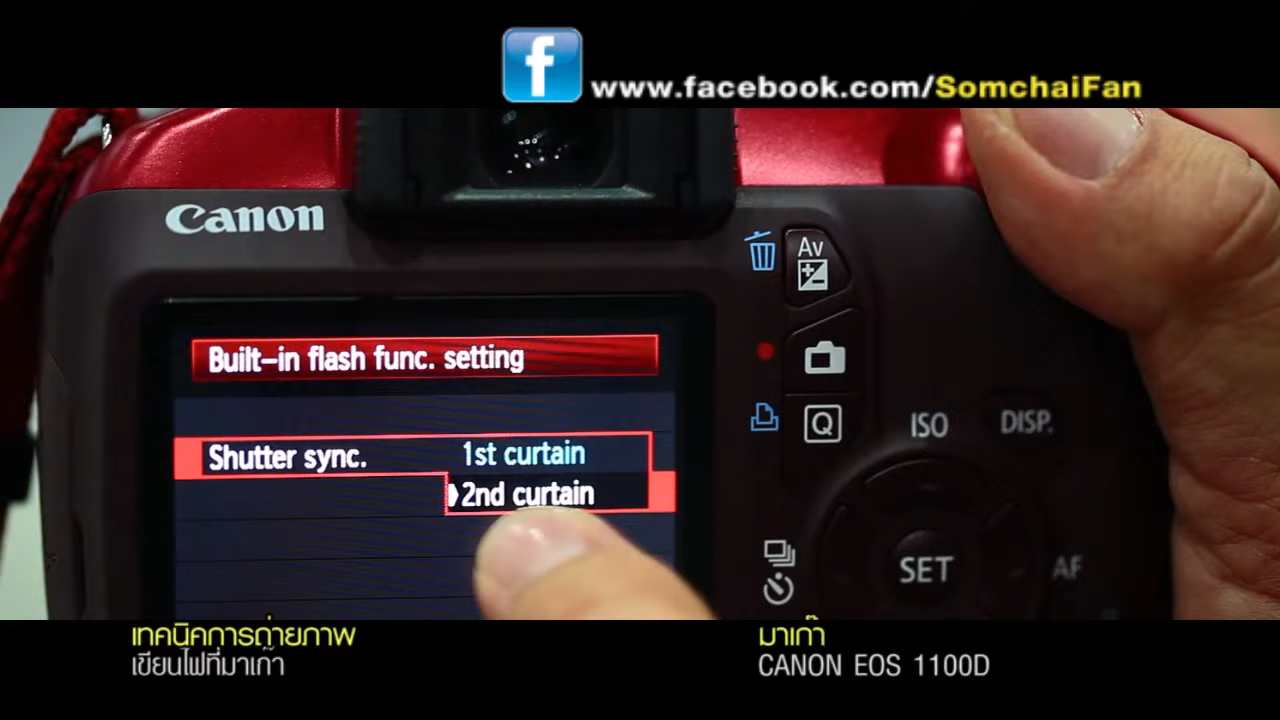 f
www.facebook.com/SomchaiFan
Canon
Av
Built-in flash func. setting
Shutter sync.
1st curtain
2nd curtain
Q
ISO
DISP.
SET
AF
เทคนิคการถ่ายภาพ
เขียนไฟที่มาเก๊า
มาเก๊า
CANON EOS 1100D